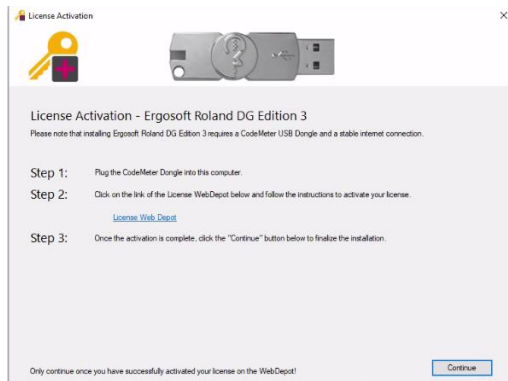 License Activation
License Activation - Ergosoft Roland DG Edition 3
Please note that installing Ergosoft Roland DG Edition 3 requires a CodeMeter USB Dongle and a stable internet connection.
Step 1: Plug the CodeMeter Dongle into this computer.
Step 2: Click on the link of the License WebDepot below and follow the instructions to activate your license.
License Web Depot
Step 3: Once the activation is complete, click the "Continue" button below to finalize the installation.
Only continue once you have successfully activated your license on the WebDepot!
Continue